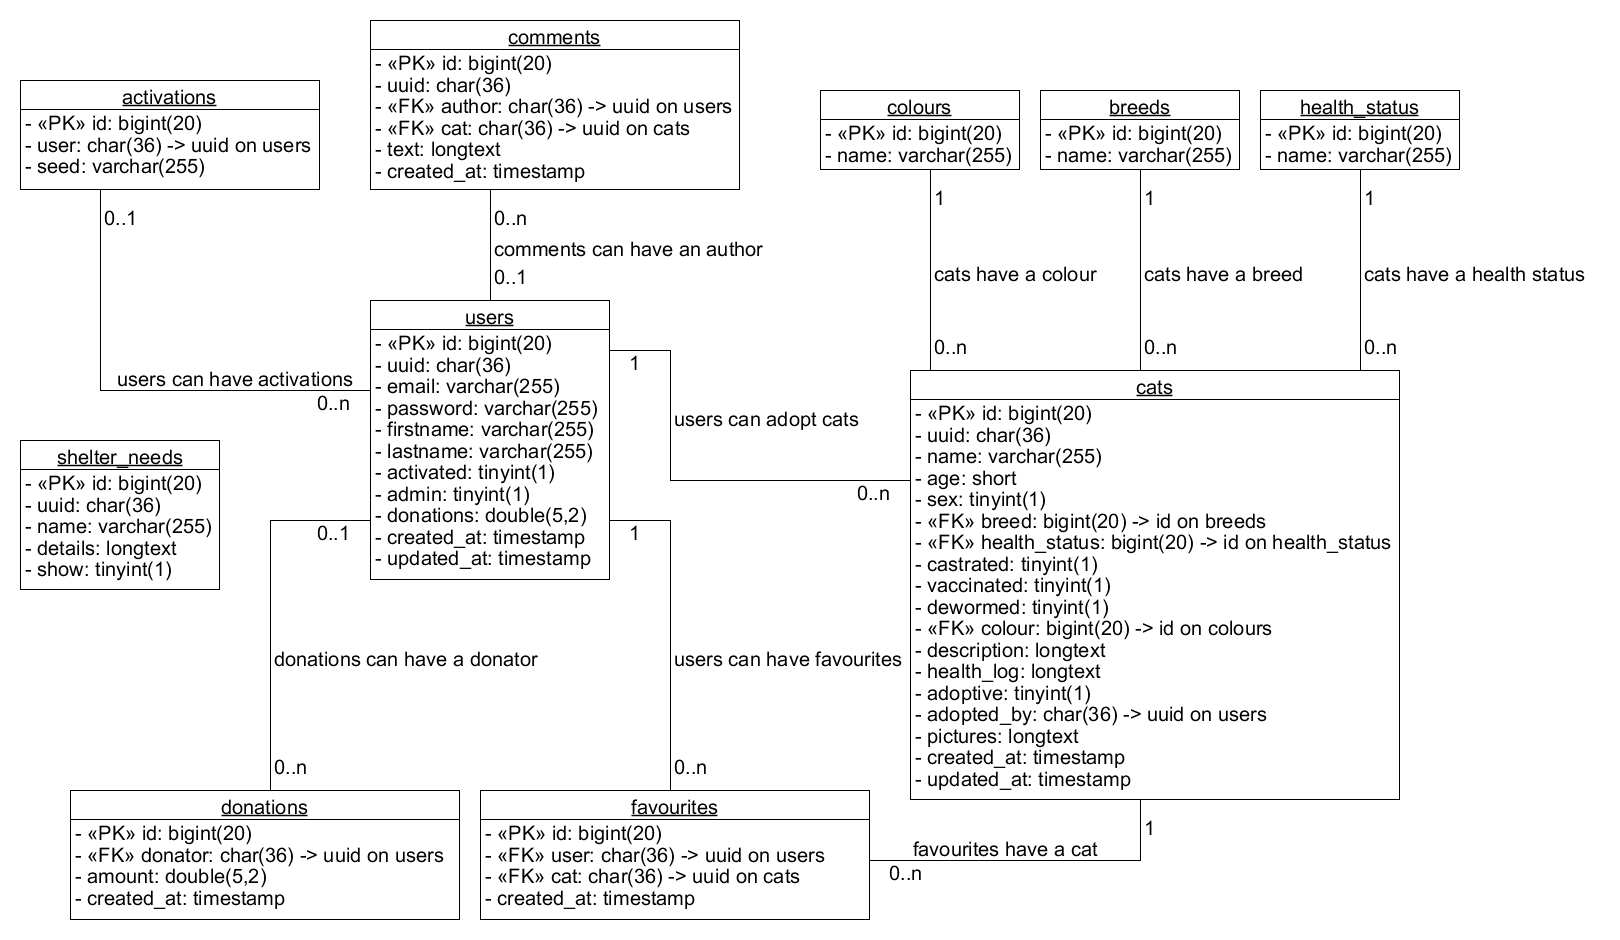 comments
- «PK» id: bigint(20)
- uuid: char(36)
- «FK» author: char(36) -> uuid on users
- «FK» cat: char(36) -> uuid on cats
- text: longtext
- created_at: timestamp
activations
- «PK» id: bigint(20)
- user: char(36) -> uuid on users
- seed: varchar(255)
colours
- «PK» id: bigint(20)
- name: varchar(255)
breeds
- «PK» id: bigint(20)
- name: varchar(255)
health_status
- «PK» id: bigint(20)
- name: varchar(255)
0..1
users can have activations
0..n
0..n
comments can have an author
0..1
1
cats have a colour
0..n
1
cats have a breed
0..n
1
cats have a health status
0..n
users
- «PK» id: bigint(20)
- uuid: char(36)
- email: varchar(255)
- password: varchar(255)
- firstname: varchar(255)
- lastname: varchar(255)
- activated: tinyint(1)
- admin: tinyint(1)
- donations: double(5,2)
- created_at: timestamp
- updated_at: timestamp
1
users can adopt cats
0..n
cats
- «PK» id: bigint(20)
- uuid: char(36)
- name: varchar(255)
- age: short
- sex: tinyint(1)
- «FK» breed: bigint(20) -> id on breeds
- «FK» health_status: bigint(20) -> id on health_status
- castrated: tinyint(1)
- vaccinated: tinyint(1)
- dewormed: tinyint(1)
- «FK» colour: bigint(20) -> id on colours
- description: longtext
- health_log: longtext
- adoptive: tinyint(1)
- adopted_by: char(36) -> uuid on users
- pictures: longtext
- created_at: timestamp
- updated_at: timestamp
shelter_needs
- «PK» id: bigint(20)
- uuid: char(36)
- name: varchar(255)
- details: longtext
- show: tinyint(1)
0..1
donations can have a donator
0..n
1
users can have favourites
0..n
donations
- «PK» id: bigint(20)
- «FK» donator: char(36) -> uuid on users
- amount: double(5,2)
- created_at: timestamp
favourites
- «PK» id: bigint(20)
- «FK» user: char(36) -> uuid on users
- «FK» cat: char(36) -> uuid on cats
- created_at: timestamp
1
favourites have a cat
0..n